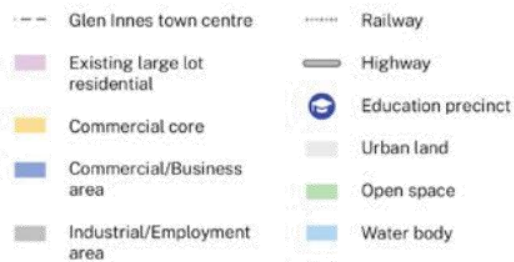 Glen Innes town centre
Existing large lot
residential
Commercial core
Commercial/Business
area
Industrial/Employment
area
Railway
Highway
Education precinct
Urban land
Open space
Water body